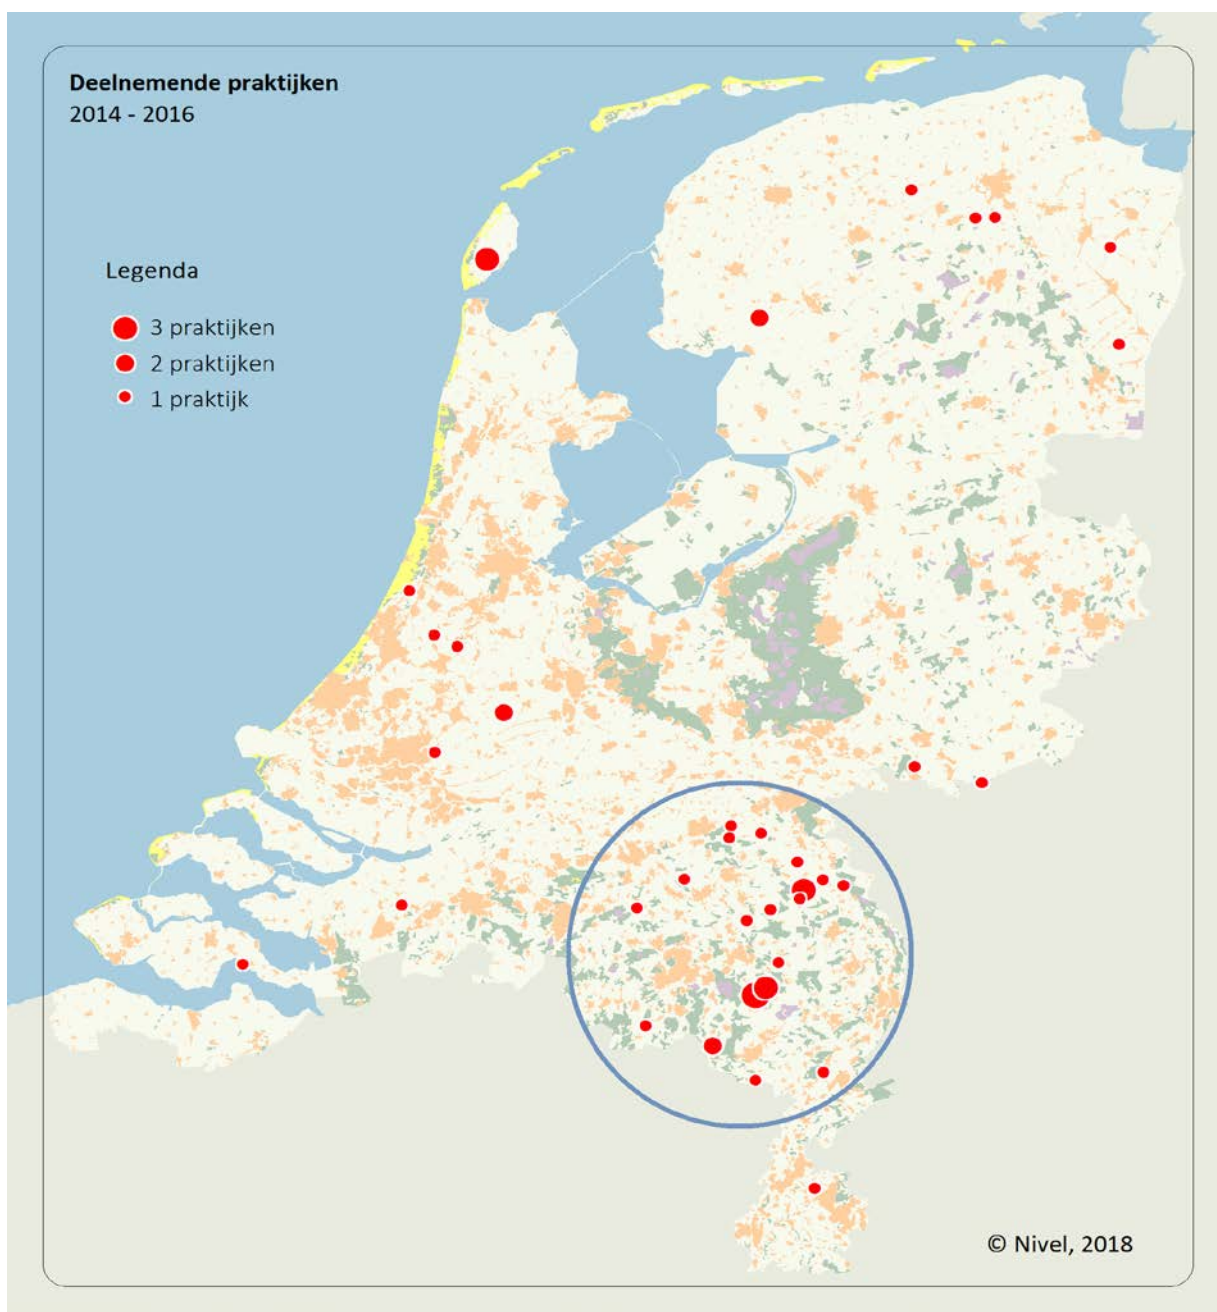 Deelnemende praktijken
2014 - 2016
Legenda
3 praktijken
2 praktijken
1 praktijk
© Nivel, 2018